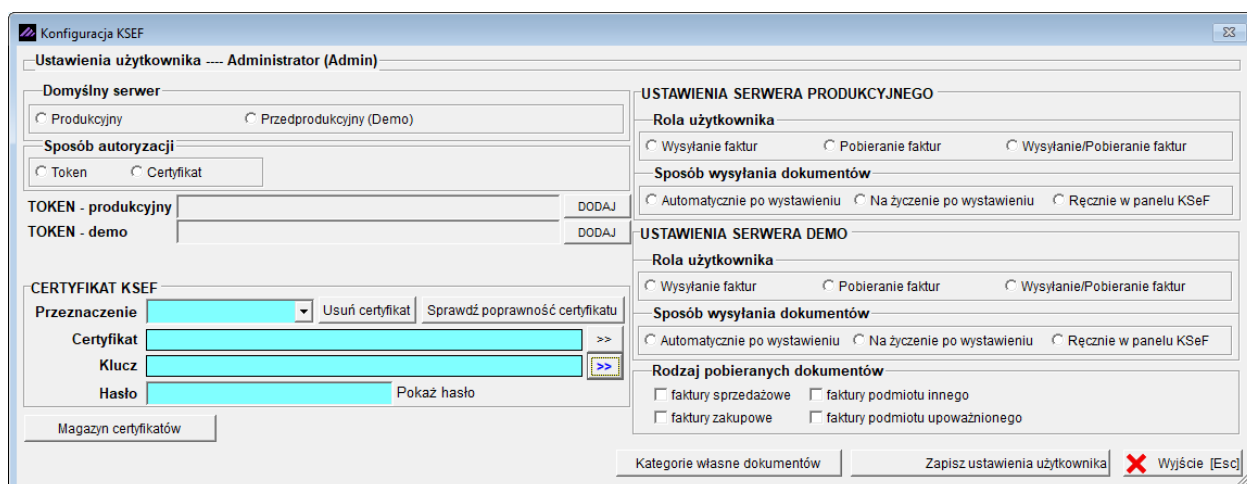 Konfiguracja KSEF
Ustawienia użytkownika ---- Administrator (Admin)
Domyślny serwer
Produkcyjny Przedprodukcyjny (Demo)
Sposób autoryzacji
Token Certyfikat
TOKEN - produkcyjny DODAJ
TOKEN - demo DODAJ
CERTYFIKAT KSEF
Przeznaczenie Usuń certyfikat Sprawdź poprawność certyfikatu
Certyfikat >>
Klucz >>
Hasło Pokaż hasło
Magazyn certyfikatów
USTAWIENIA SERWERA PRODUKCYJNEGO
Rola użytkownika
Wysyłanie faktur Pobieranie faktur Wysyłanie/Pobieranie faktur
Sposób wysyłania dokumentów
Automatycznie po wystawieniu Na życzenie po wystawieniu Ręcznie w panelu KSeF
USTAWIENIA SERWERA DEMO
Rola użytkownika
Wysyłanie faktur Pobieranie faktur Wysyłanie/Pobieranie faktur
Sposób wysyłania dokumentów
Automatycznie po wystawieniu Na życzenie po wystawieniu Ręcznie w panelu KSeF
Rodzaj pobieranych dokumentów
faktury sprzedażowe faktury podmiotu innego
faktury zakupowe faktury podmiotu upoważnionego
Kategorie własne dokumentów Zapisz ustawienia użytkownika Wyjście [Esc]